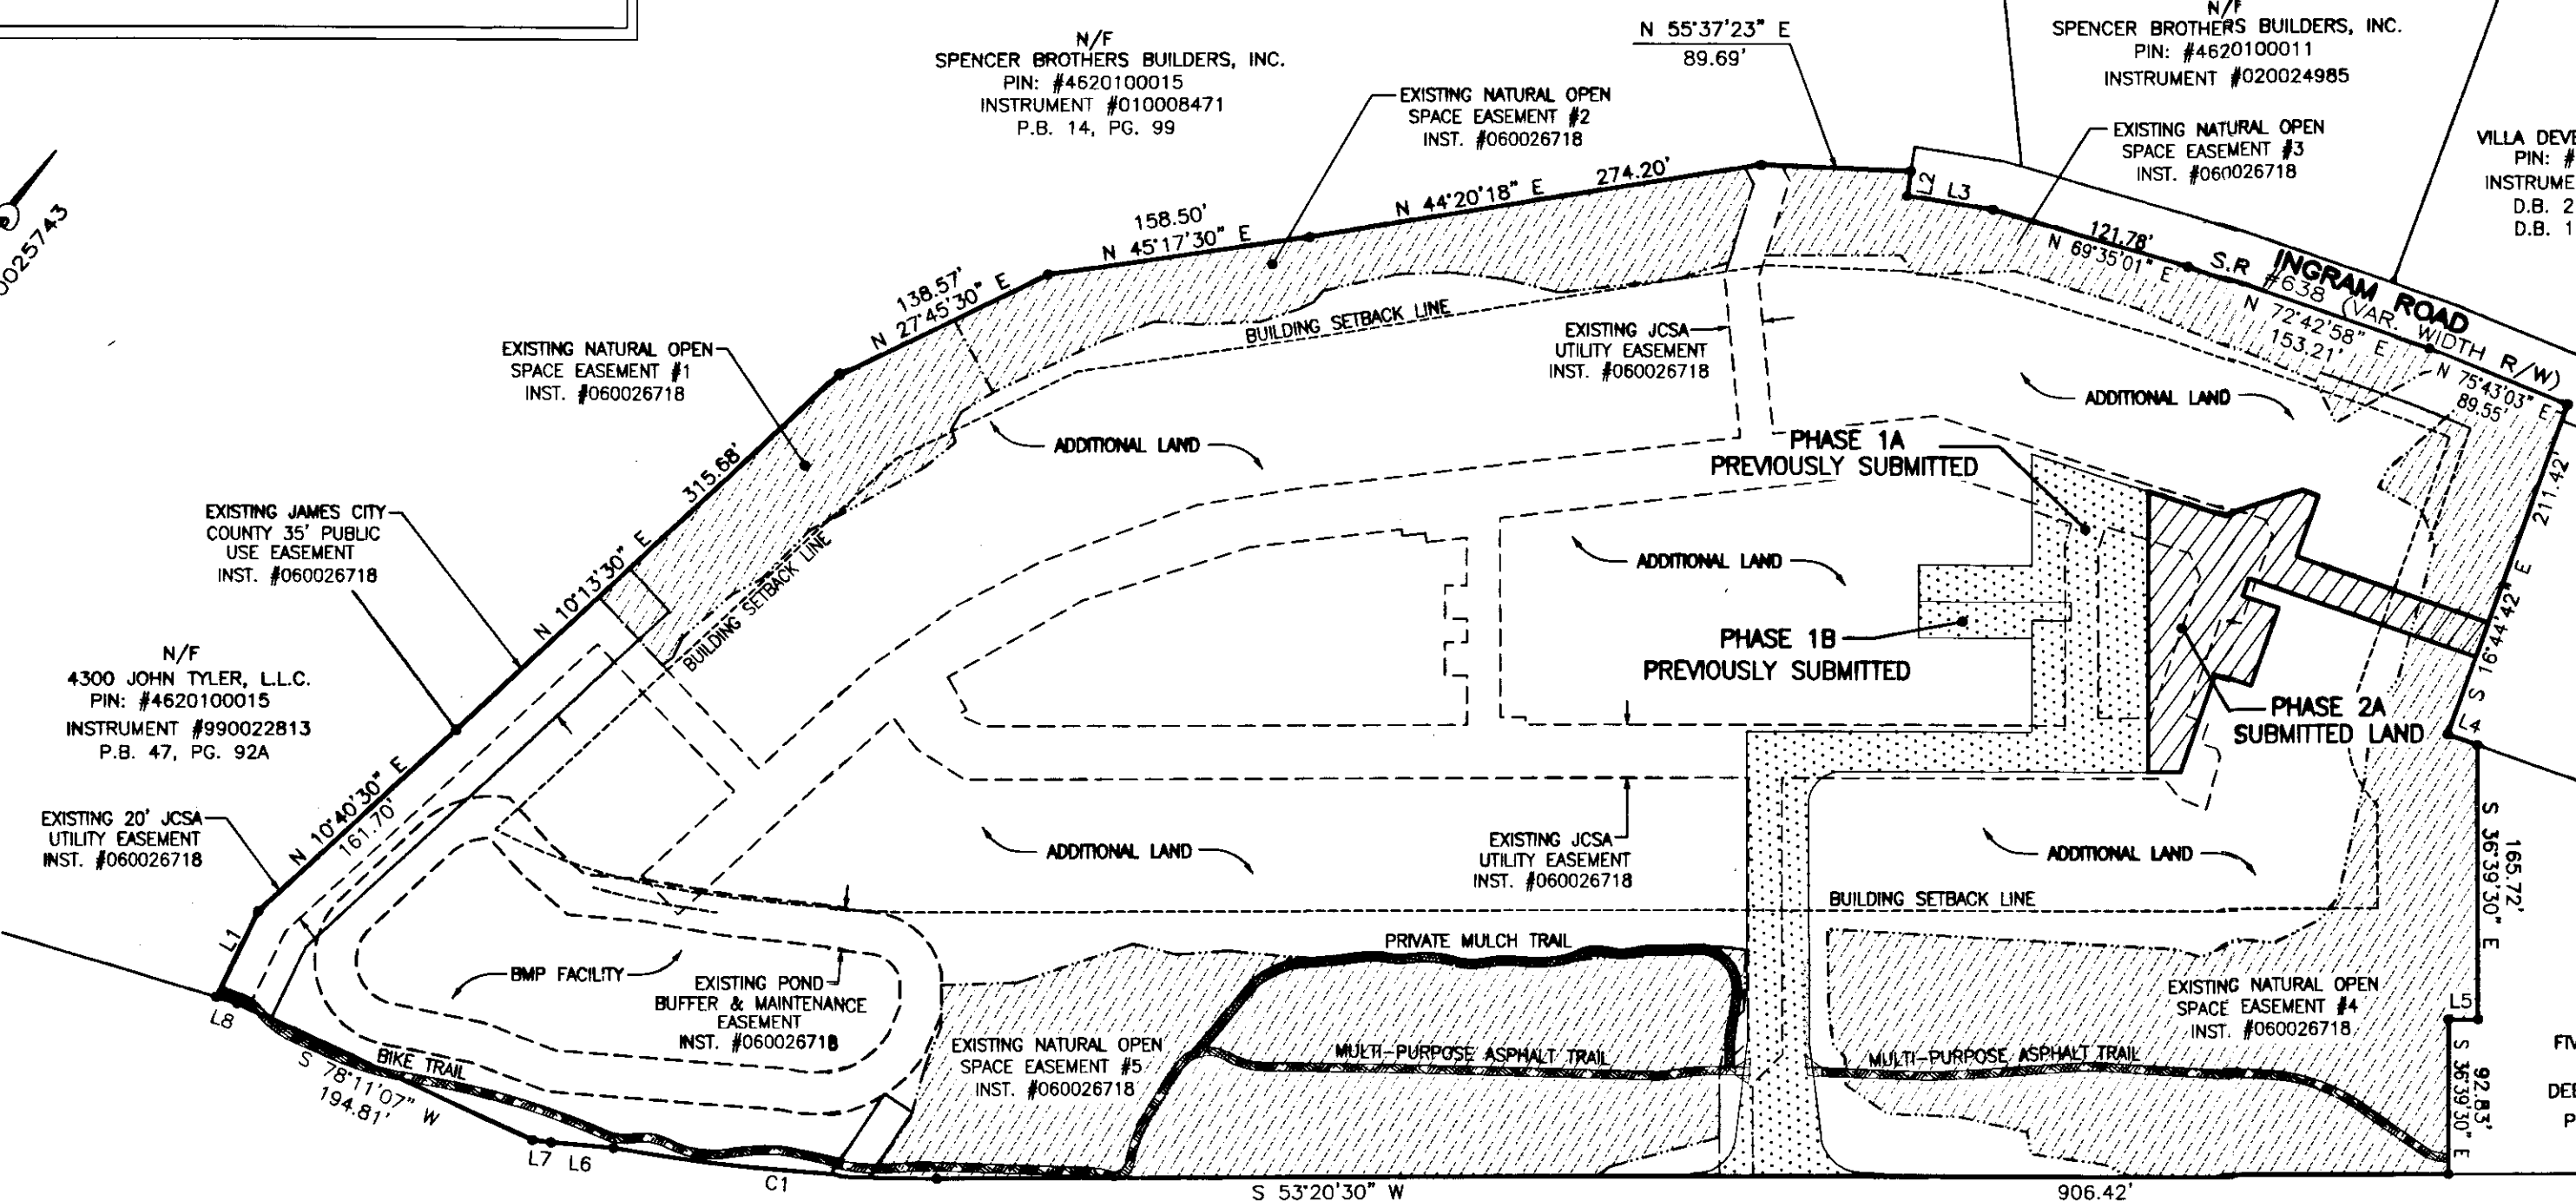 N/F
SPENCER BROTHERS BUILDERS, INC.
PIN: #4620100015
INSTRUMENT #010008471
P.B. 14, PG. 99
N 55°37'23" E
89.69'
N/F
SPENCER BROTHERS BUILDERS, INC.
PIN: #4620100011
INSTRUMENT #020024985
EXISTING NATURAL OPEN
SPACE EASEMENT #2
INST. #060026718
EXISTING NATURAL OPEN
SPACE EASEMENT #3
INST. #060026718
VILLA DEVE
PIN: #
INSTRUME
D.B. 2
D.B. 1
0025743
158.50'
N 45°17'30" E
N 44°20'18" E
274.20'
L2
L3
121.78'
N 69°35'01" E
S.R #638 (VAR. WIDTH R/W)
INGRAM ROAD
N 72°42'58" E
153.21'
N 75°43'03" E
89.55'
138.57'
N 27°45'30" E
BUILDING SETBACK LINE
EXISTING JCSA
UTILITY EASEMENT
INST. #060026718
EXISTING NATURAL OPEN
SPACE EASEMENT #1
INST. #060026718
ADDITIONAL LAND
ADDITIONAL LAND
PHASE 1A
PREVIOUSLY SUBMITTED
315.68'
N 10°13'30" E
BUILDING SETBACK LINE
211.42'
S 16°44'42" E
EXISTING JAMES CITY
COUNTY 35' PUBLIC
USE EASEMENT
INST. #060026718
ADDITIONAL LAND
PHASE 1B
PREVIOUSLY SUBMITTED
N/F
4300 JOHN TYLER, L.L.C.
PIN: #4620100015
INSTRUMENT #990022813
P.B. 47, PG. 92A
PHASE 2A
SUBMITTED LAND
L4
N 10°40'30" E
161.70'
EXISTING 20' JCSA
UTILITY EASEMENT
INST. #060026718
ADDITIONAL LAND
EXISTING JCSA
UTILITY EASEMENT
INST. #060026718
ADDITIONAL LAND
165.72'
S 36°39'30" E
BUILDING SETBACK LINE
L1
PRIVATE MULCH TRAIL
BMP FACILITY
EXISTING POND
BUFFER & MAINTENANCE
EASEMENT
INST. #060026718
EXISTING NATURAL OPEN
SPACE EASEMENT #4
INST. #060026718
L5
L8
BIKE TRAIL
EXISTING NATURAL OPEN
SPACE EASEMENT #5
INST. #060026718
MULTI-PURPOSE ASPHALT TRAIL
MULTI-PURPOSE ASPHALT TRAIL
S 36°39'30" E
92.83'
FIV
DEE
P
S 78°11'07" W
194.81'
L7
L6
C1
S 53°20'30" W
906.42'